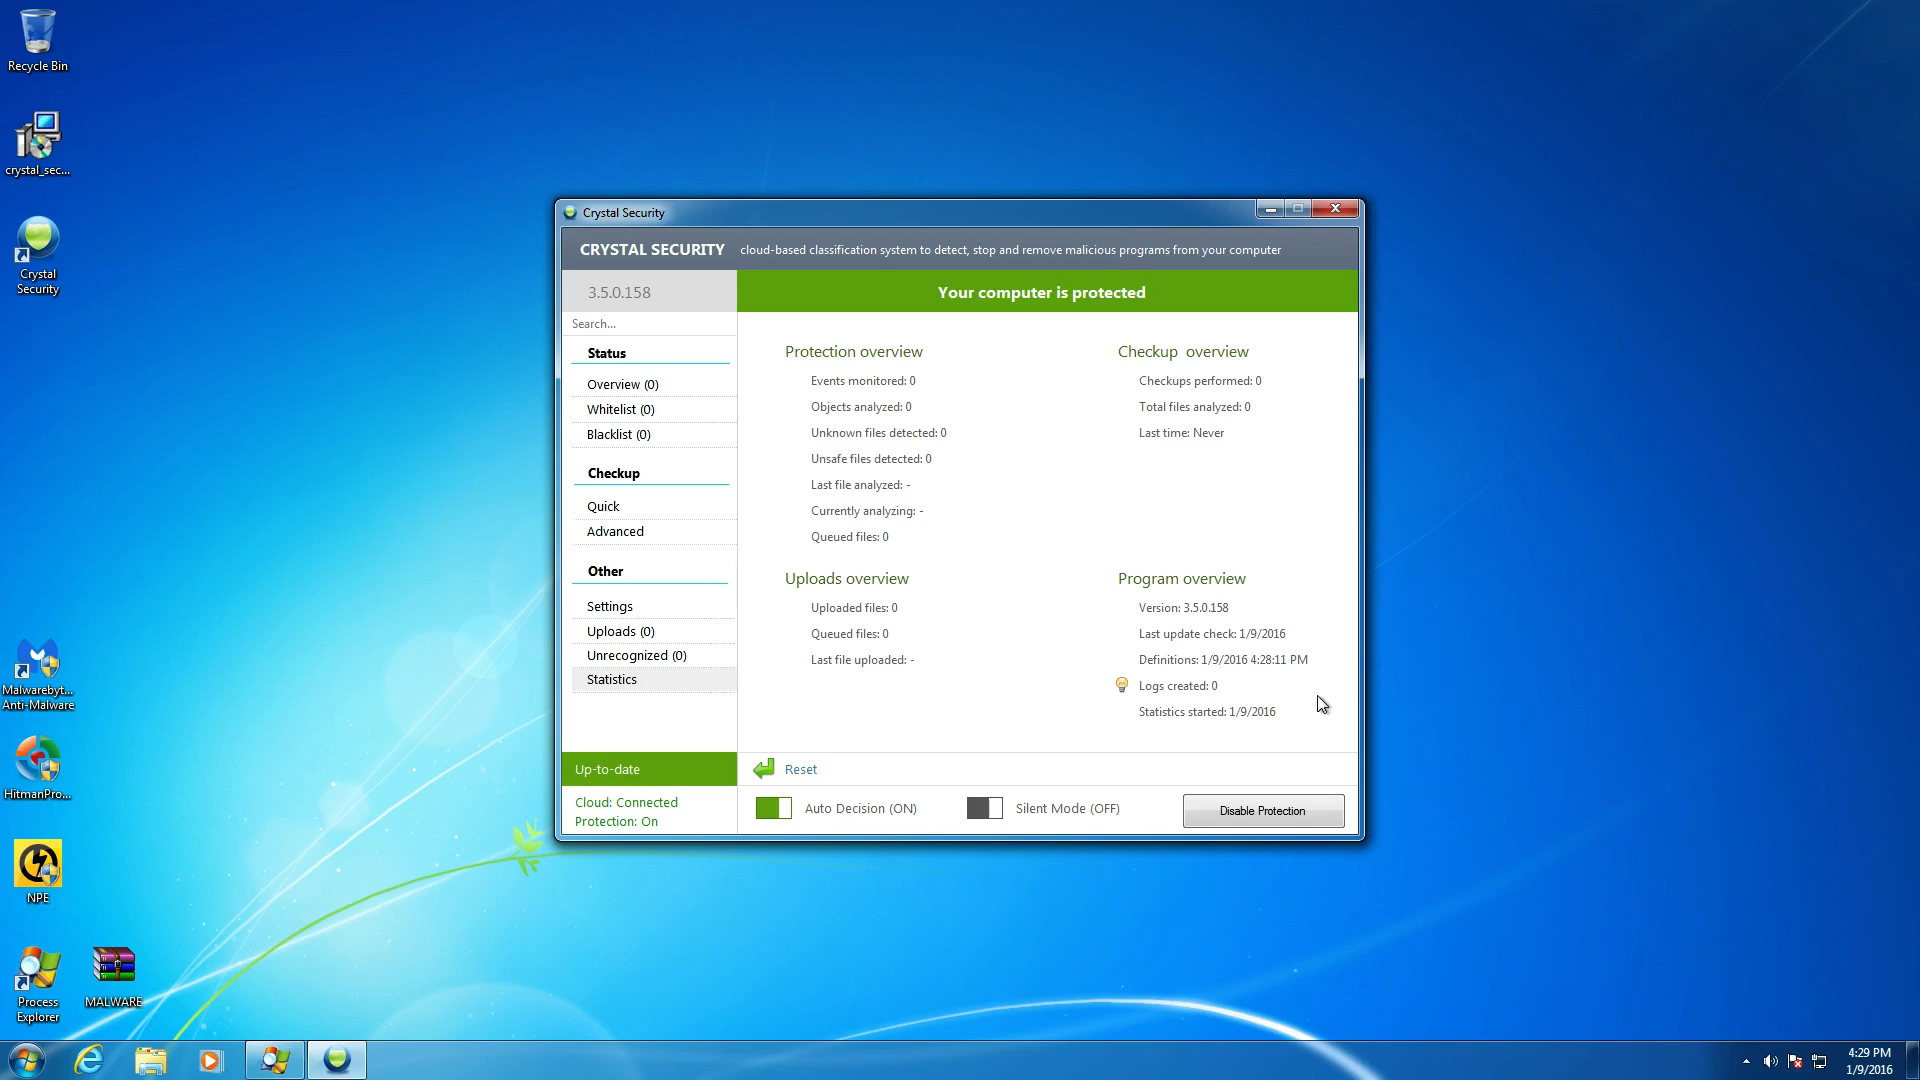 Recycle Bin
crystal_sec...
Crystal
Security
Malwarebyt...
Anti-Malware
HitmanPro...
NPE
Process
Explorer
MALWARE
Crystal Security
CRYSTAL SECURITY
cloud-based classification system to detect, stop and remove malicious programs from your computer
3.5.0.158
Your computer is protected
Search...
Status
Overview (0)
Whitelist (0)
Blacklist (0)
Checkup
Quick
Advanced
Other
Settings
Uploads (0)
Unrecognized (0)
Statistics
Protection overview
Events monitored: 0
Objects analyzed: 0
Unknown files detected: 0
Unsafe files detected: 0
Last file analyzed: -
Currently analyzing: -
Queued files: 0
Checkup overview
Checkups performed: 0
Total files analyzed: 0
Last time: Never
Uploads overview
Uploaded files: 0
Queued files: 0
Last file uploaded: -
Program overview
Version: 3.5.0.158
Last update check: 1/9/2016
Definitions: 1/9/2016 4:28:11 PM
Logs created: 0
Statistics started: 1/9/2016
Up-to-date
Reset
Cloud: Connected
Protection: On
Auto Decision (ON)
Silent Mode (OFF)
Disable Protection
4:29 PM
1/9/2016